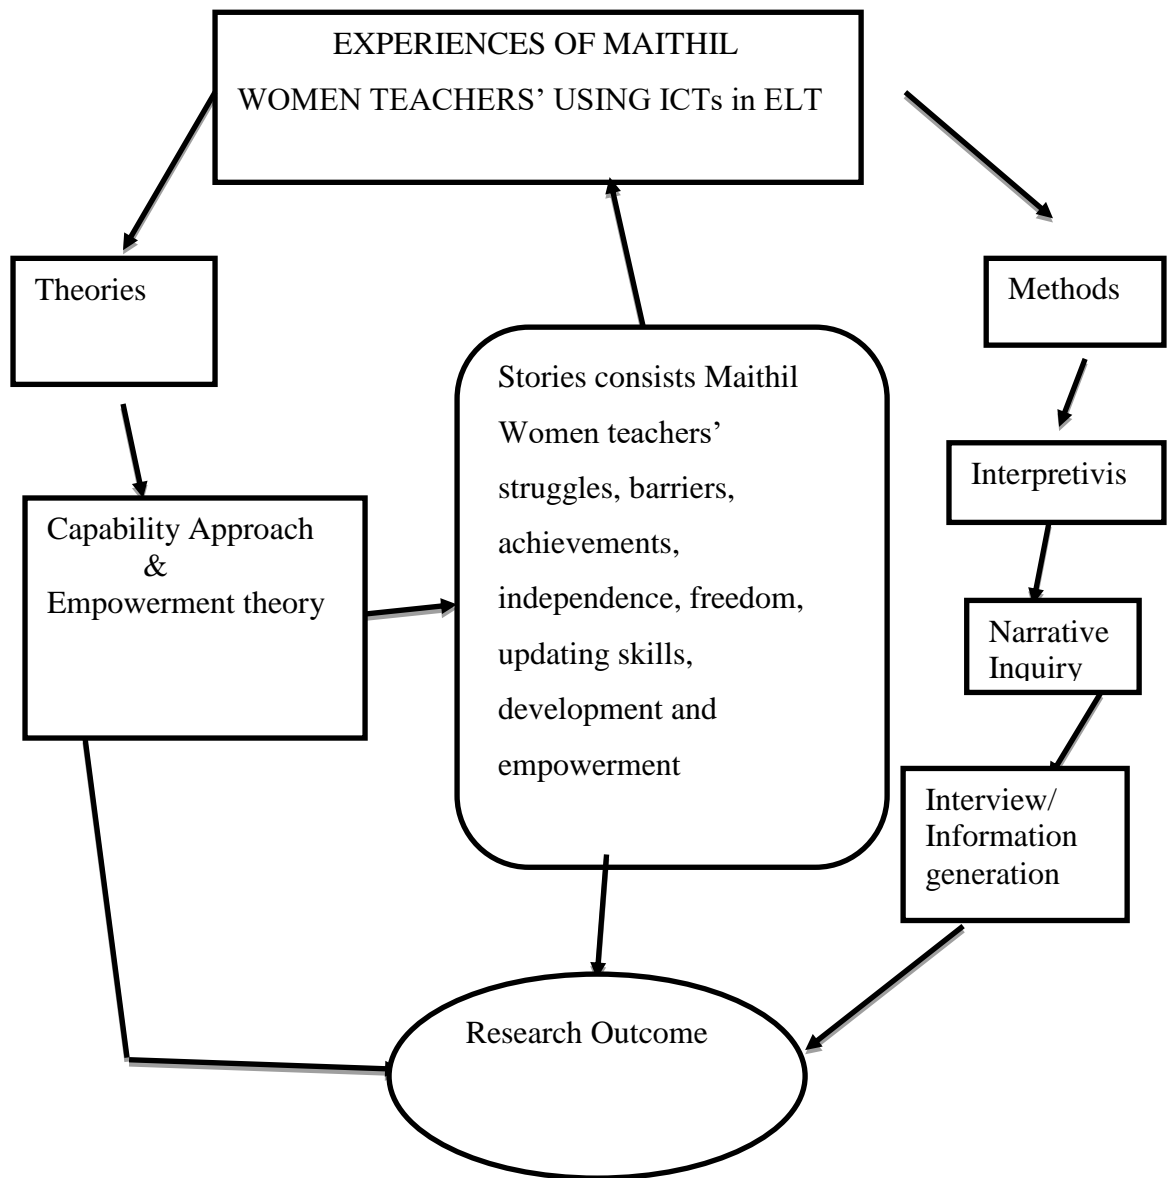 EXPERIENCES OF MAITHIL
WOMEN TEACHERS’ USING ICTs in ELT
Theories
Methods
Stories consists Maithil
Women teachers’
struggles, barriers,
achievements,
independence, freedom,
updating skills,
development and
empowerment
Interpretivis
Capability Approach
&
Empowerment theory
Narrative
Inquiry
Interview/
Information
generation
Research Outcome